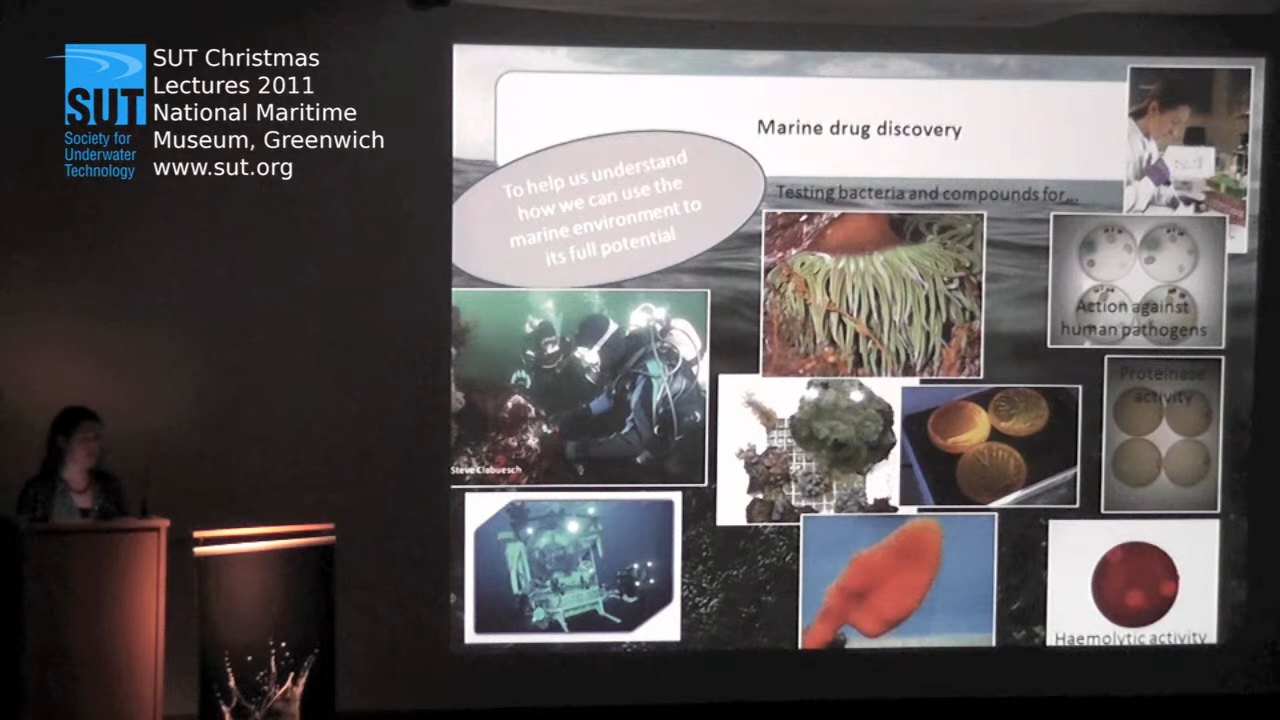 SUT Christmas
Lectures 2011
National Maritime
Museum, Greenwich
www.sut.org
SUT
Society for
Underwater
Technology
Marine drug discovery
To help us understand
how we can use the
marine environment to
its full potential
Testing bacteria and compounds for...
Action against
human pathogens
Proteinase
activity
Steve Clabuesch
Haemolytic activity